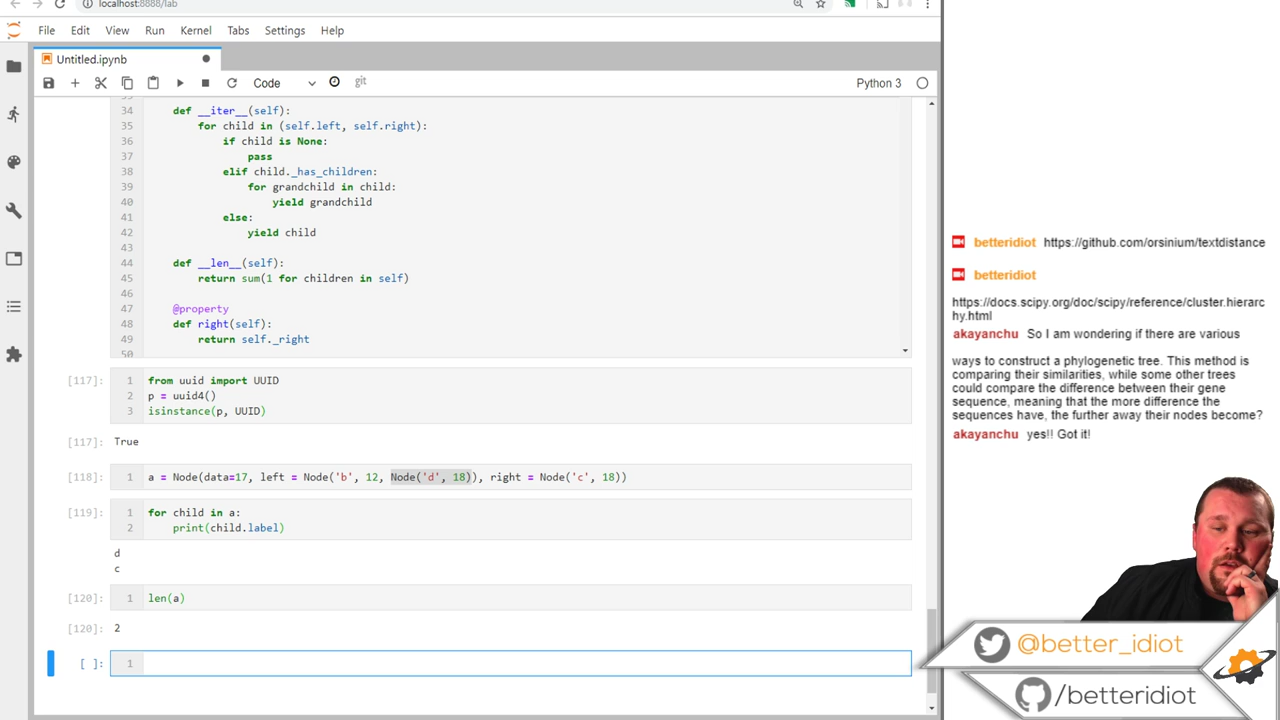 localhost:8888/lab
File Edit View Run Kernel Tabs Settings Help
Untitled.ipynb
Code git Python 3
34 def __iter__(self):
35 for child in (self.left, self.right):
36 if child is None:
37 pass
38 elif child._has_children:
39 for grandchild in child:
40 yield grandchild
41 else:
42 yield child
43
44 def __len__(self):
45 return sum(1 for children in self)
46
47 @property
48 def right(self):
49 return self._right
50
[117]: 1 from uuid import UUID
2 p = uuid4()
3 isinstance(p, UUID)
[117]: True
[118]: 1 a = Node(data=17, left = Node('b', 12, Node('d', 18)), right = Node('c', 18))
[119]: 1 for child in a:
2 print(child.label)
d
c
[120]: 1 len(a)
[120]: 2
[ ]: 1
betteridiot https://github.com/orsinium/textdistance
betteridiot
https://docs.scipy.org/doc/scipy/reference/cluster.hierarc
hy.html
akayanchu So I am wondering if there are various
ways to construct a phylogenetic tree. This method is
comparing their similarities, while some other trees
could compare the difference between their gene
sequence, meaning that the more difference the
sequences have, the further away their nodes become?
akayanchu yes!! Got it!
@better_idiot
/betteridiot